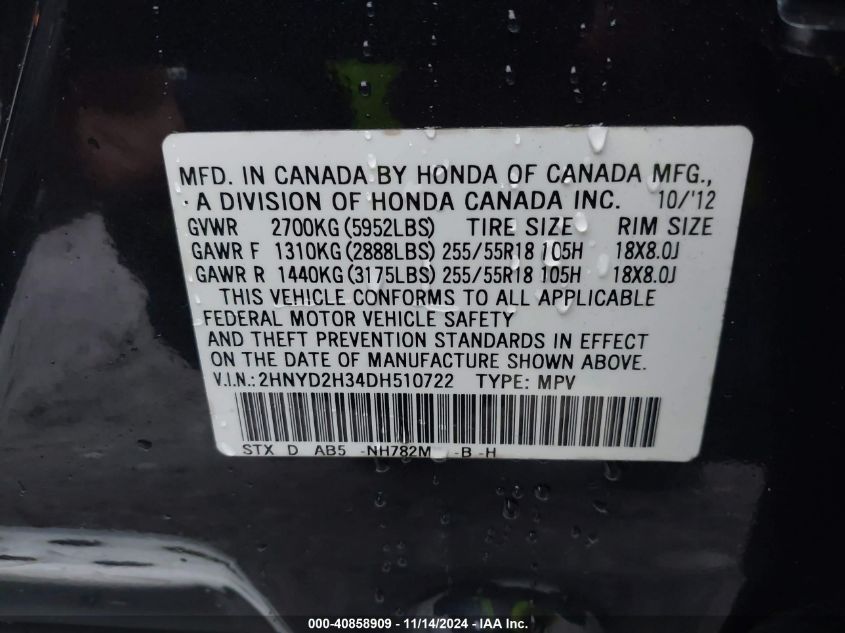 MFD. IN CANADA BY HONDA OF CANADA MFG.,
A DIVISION OF HONDA CANADA INC. 10/'12
GVWR 2700KG (5952LBS) TIRE SIZE RIM SIZE
GAWR F 1310KG (2888LBS) 255/55R18 105H 18X8.0J
GAWR R 1440KG (3175LBS) 255/55R18 105H 18X8.0J
THIS VEHICLE CONFORMS TO ALL APPLICABLE
FEDERAL MOTOR VEHICLE SAFETY
AND THEFT PREVENTION STANDARDS IN EFFECT
ON THE DATE OF MANUFACTURE SHOWN ABOVE.
V.I.N.: 2HNYD2H34DH510722 TYPE: MPV
STX D AB5 -NH782M -B -H
000-40858909 - 11/14/2024 - IAA Inc.